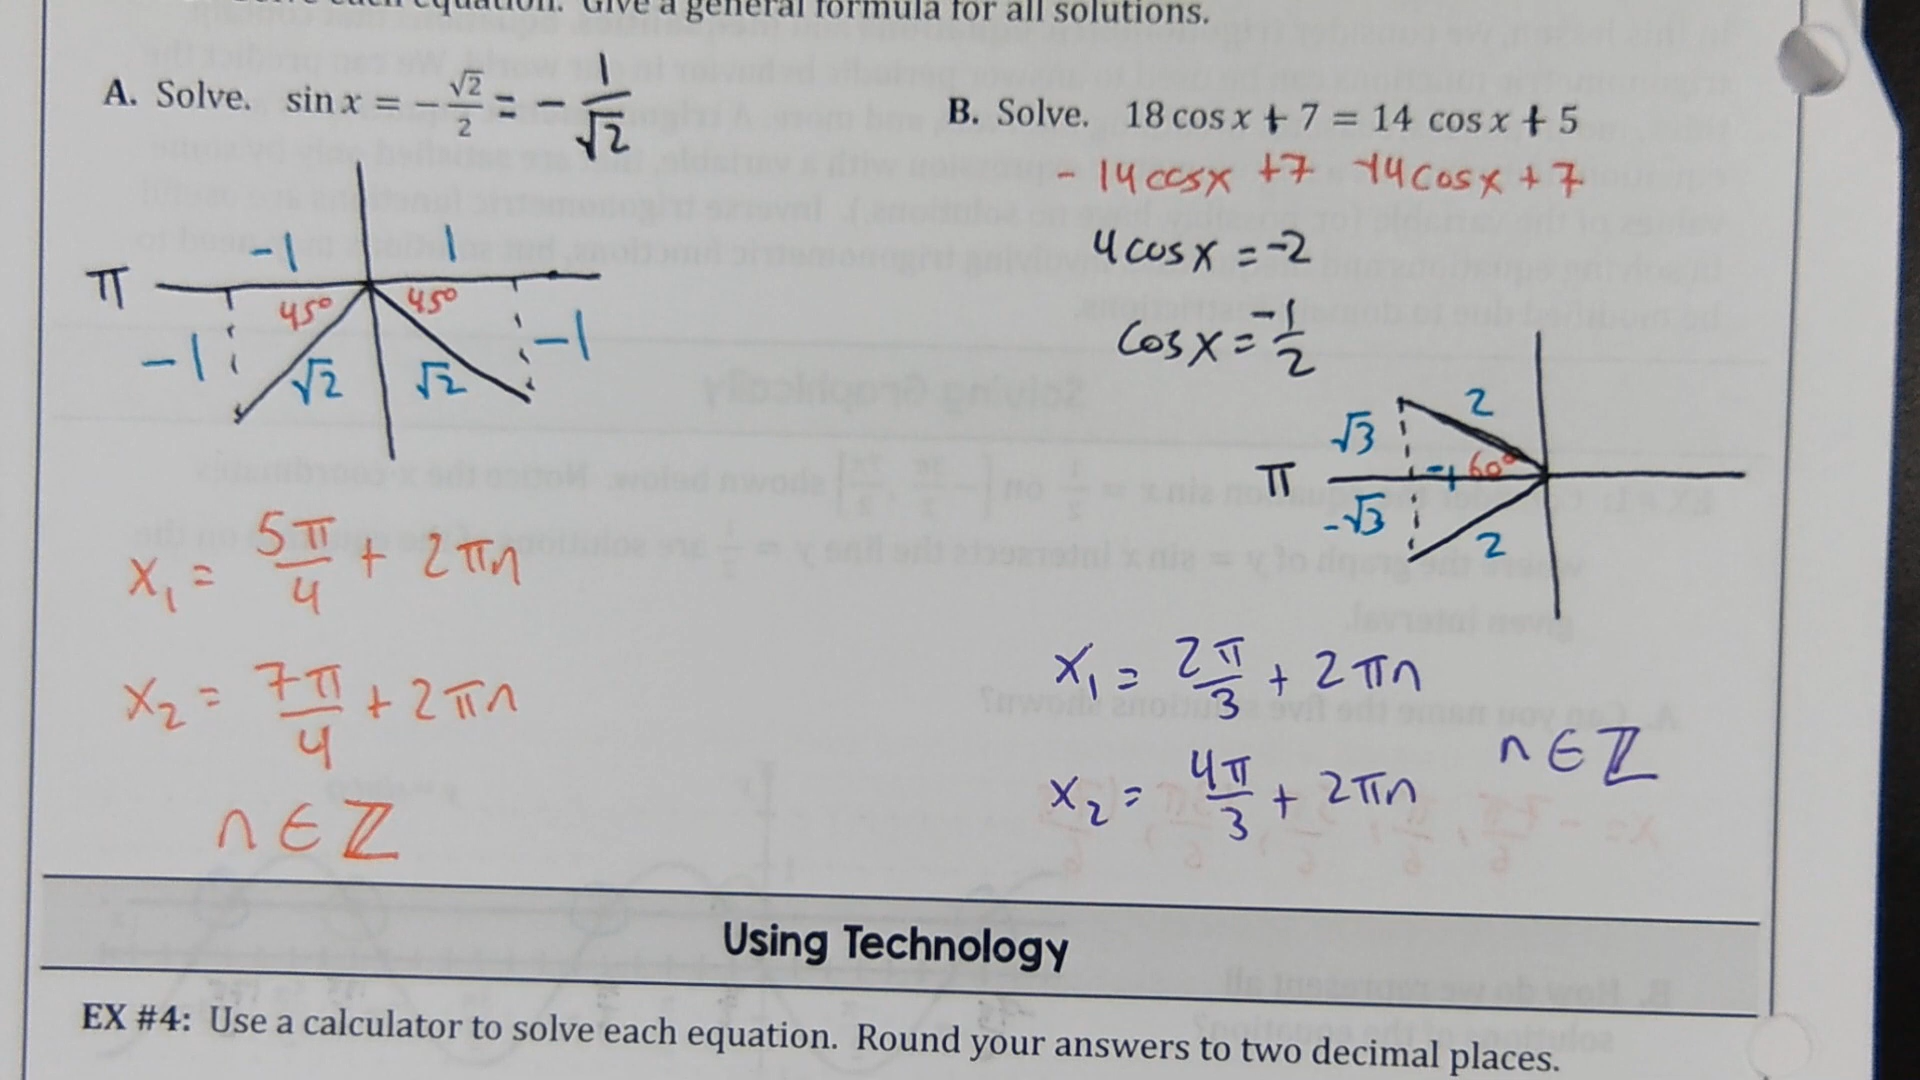 each equation. Give a general formula for all solutions.
A. Solve. sin x = -√2/2 = -1/√2
-1 1
π 45° 45°
-1 √2 √2 -1
x₁ = 5π/4 + 2πn
x₂ = 7π/4 + 2πn
n ∈ ℤ
B. Solve. 18 cos x + 7 = 14 cos x + 5
- 14 cosx +7 -14 cosx + 7
4 cos x = -2
cos x = -1/2
√3 2
π -1 60°
-√3 2
x₁ = 2π/3 + 2πn
x₂ = 4π/3 + 2πn
n ∈ ℤ
Using Technology
EX #4: Use a calculator to solve each equation. Round your answers to two decimal places.